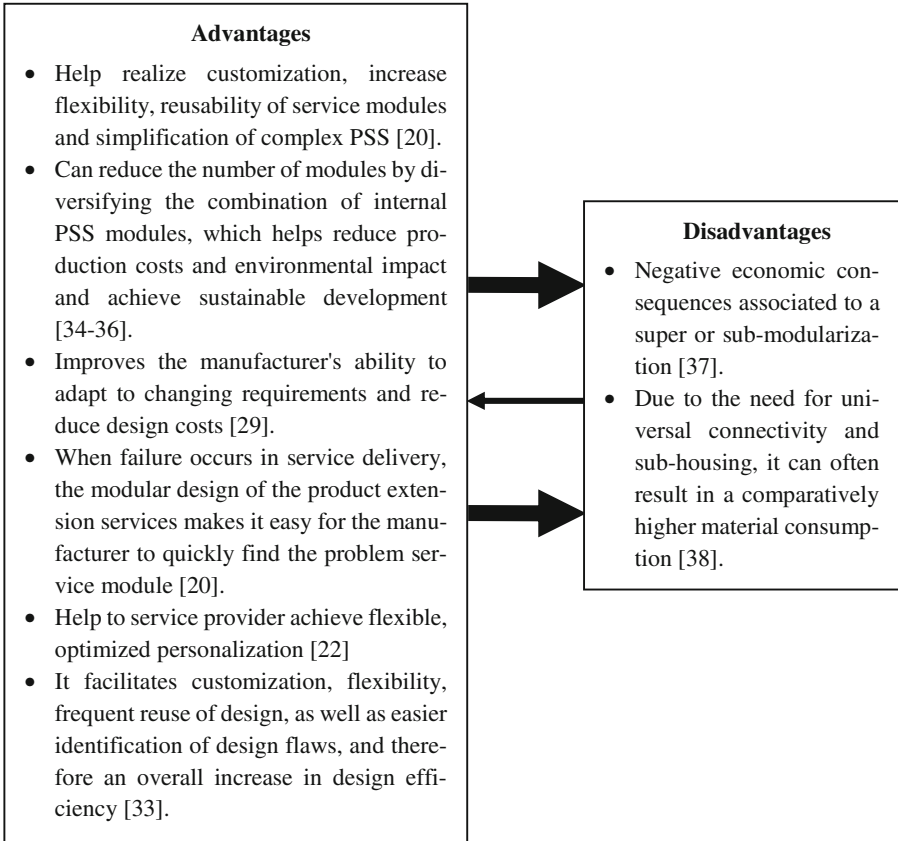 Advantages
• Help realize customization, increase
flexibility, reusability of service modules
and simplification of complex PSS [20].
• Can reduce the number of modules by di-
versifying the combination of internal
PSS modules, which helps reduce pro-
duction costs and environmental impact
and achieve sustainable development
[34-36].
• Improves the manufacturer's ability to
adapt to changing requirements and re-
duce design costs [29].
• When failure occurs in service delivery,
the modular design of the product exten-
sion services makes it easy for the manu-
facturer to quickly find the problem ser-
vice module [20].
• Help to service provider achieve flexible,
optimized personalization [22]
• It facilitates customization, flexibility,
frequent reuse of design, as well as easier
identification of design flaws, and there-
fore an overall increase in design effi-
ciency [33].
Disadvantages
• Negative economic con-
sequences associated to a
super or sub-modulariza-
tion [37].
• Due to the need for uni-
versal connectivity and
sub-housing, it can often
result in a comparatively
higher material consump-
tion [38].